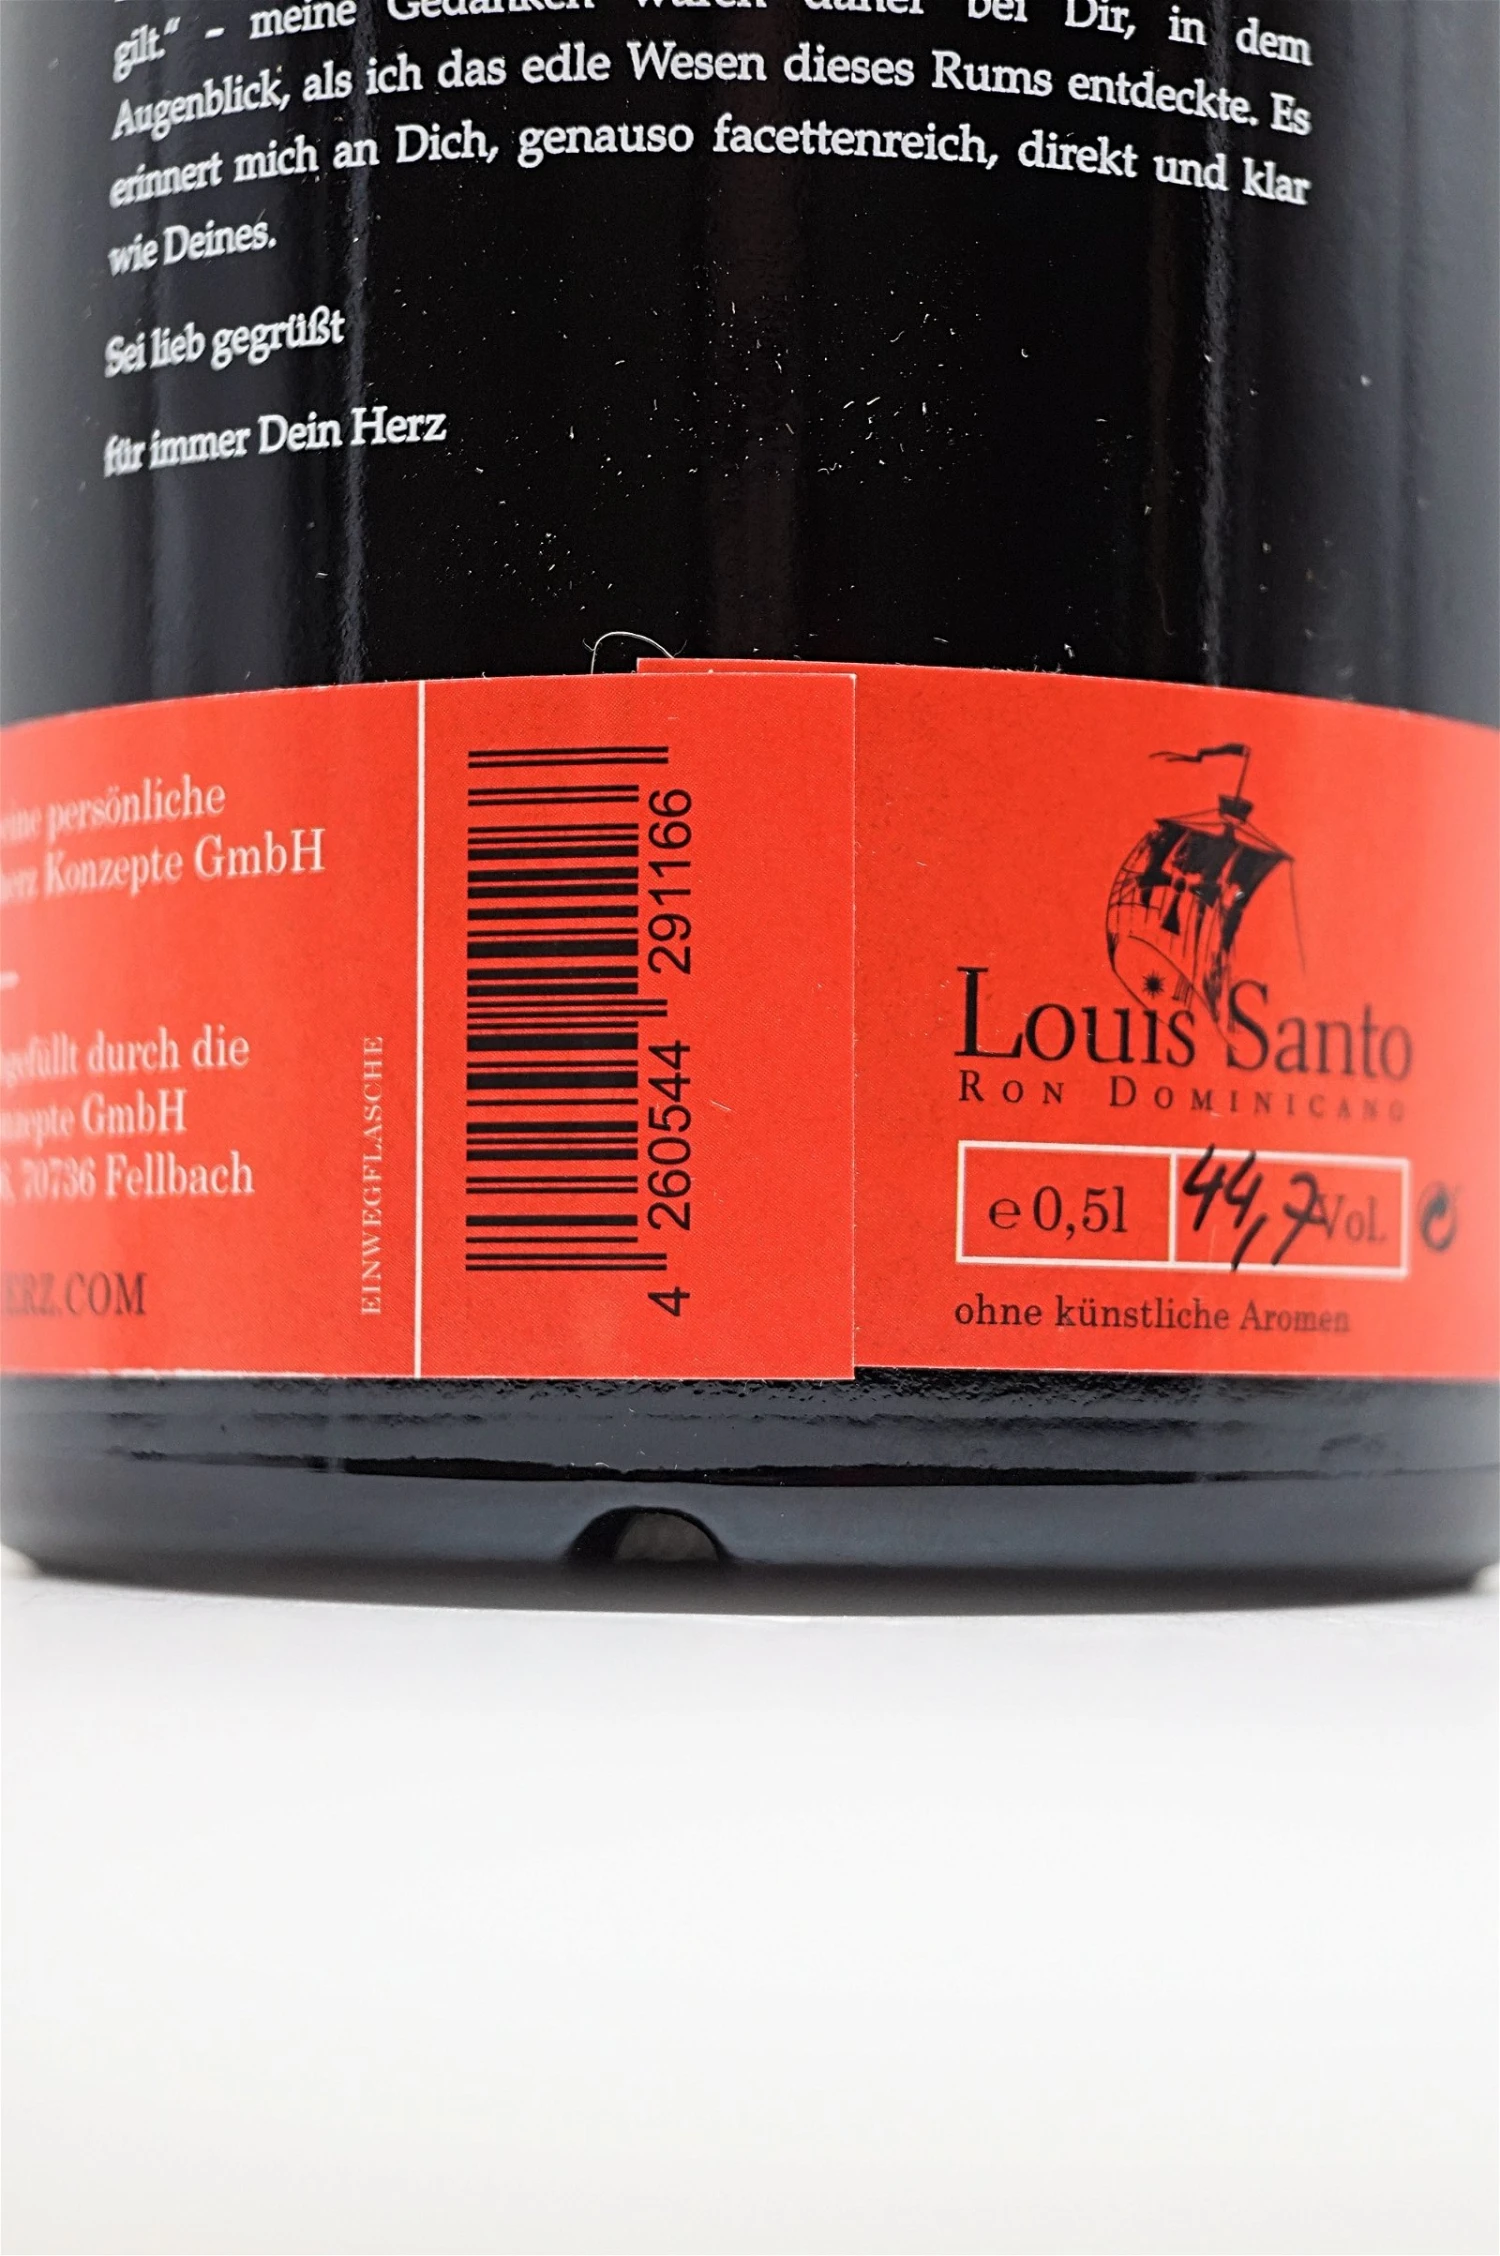 gilt.“ – meine Gedanken waren daher bei Dir, in dem
Augenblick, als ich das edle Wesen dieses Rums entdeckte. Es
erinnert mich an Dich, genauso facettenreich, direkt und klar
wie Deines.
Sei lieb gegrüßt
für immer Dein Herz
persönliche
Konzepte GmbH
durch die
GmbH
70736 Fellbach
EINWEGFLASCHE
4 260544 291166
Louis Santo
RON DOMINICANO
e 0,5l
44,7 Vol.
ohne künstliche Aromen